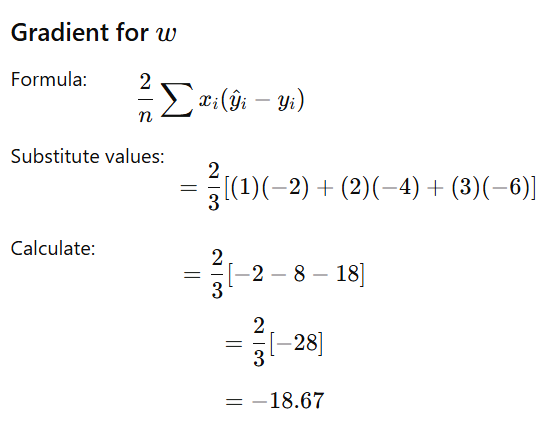 Gradient for w
Formula: \frac{2}{n} \sum x_i(\hat{y}_i - y_i)
Substitute values: = \frac{2}{3}[(1)(-2) + (2)(-4) + (3)(-6)]
Calculate: = \frac{2}{3}[-2 - 8 - 18]
= \frac{2}{3}[-28]
= -18.67